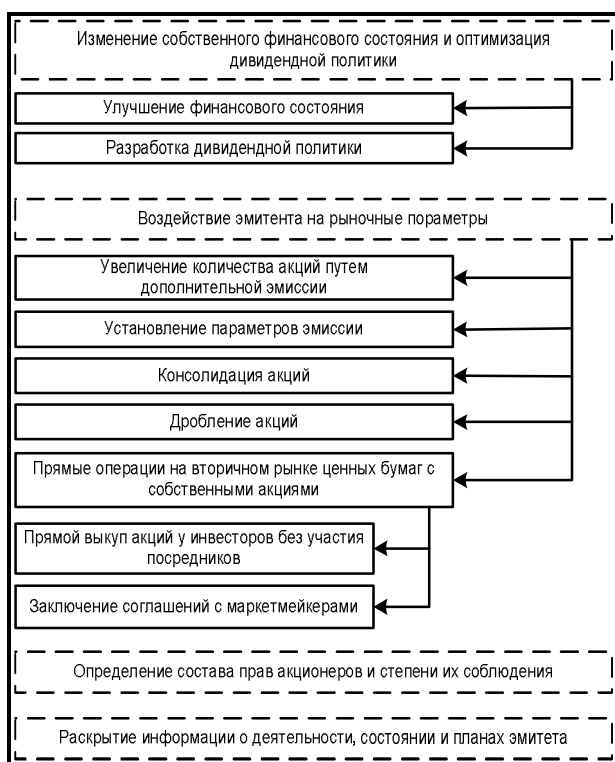 Изменение собственного финансового состояния и оптимизация
дивидендной политики
Улучшение финансового состояния
Разработка дивидендной политики
Воздействие эмитента на рыночные пораметры
Увеличение количества акций путем
дополнительной эмиссии
Установление параметров эмиссии
Консолидация акций
Дробление акций
Прямые операции на вторичном рынке ценных бумаг с
собственными акциями
Прямой выкуп акций у инвесторов без участия
посредников
Заключение соглашений с маркетмейкерами
Определение состава прав акционеров и степени их соблюдения
Раскрытие информации о деятельности, состоянии и планах эмитета